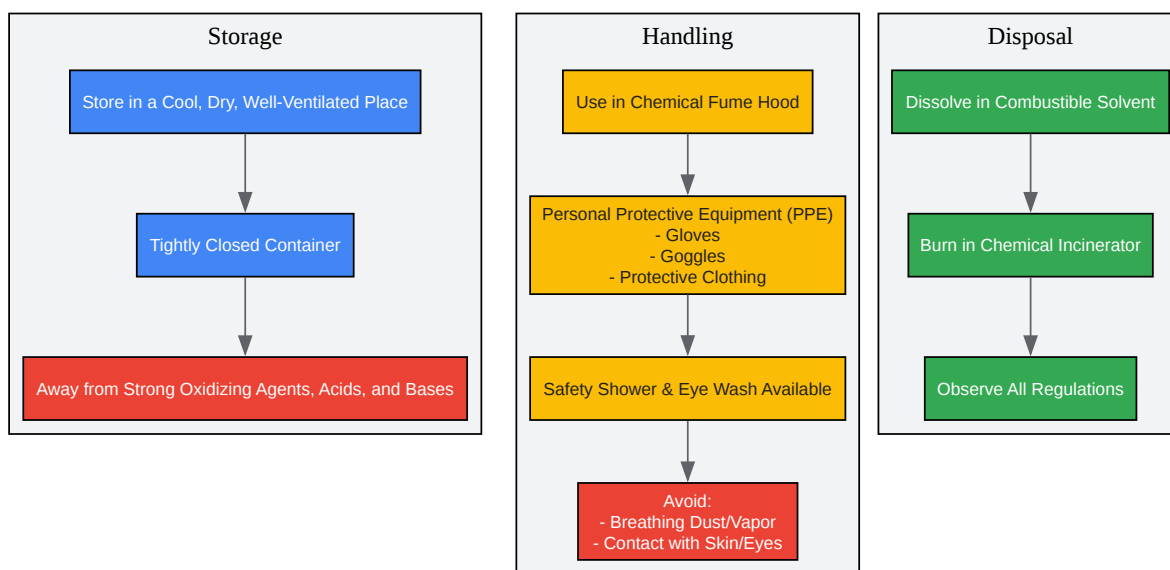 Storage
Store in a Cool, Dry, Well-Ventilated Place
Tightly Closed Container
Away from Strong Oxidizing Agents, Acids, and Bases
Handling
Use in Chemical Fume Hood
Personal Protective Equipment (PPE)
- Gloves
- Goggles
- Protective Clothing
Safety Shower & Eye Wash Available
Avoid:
- Breathing Dust/Vapor
- Contact with Skin/Eyes
Disposal
Dissolve in Combustible Solvent
Burn in Chemical Incinerator
Observe All Regulations